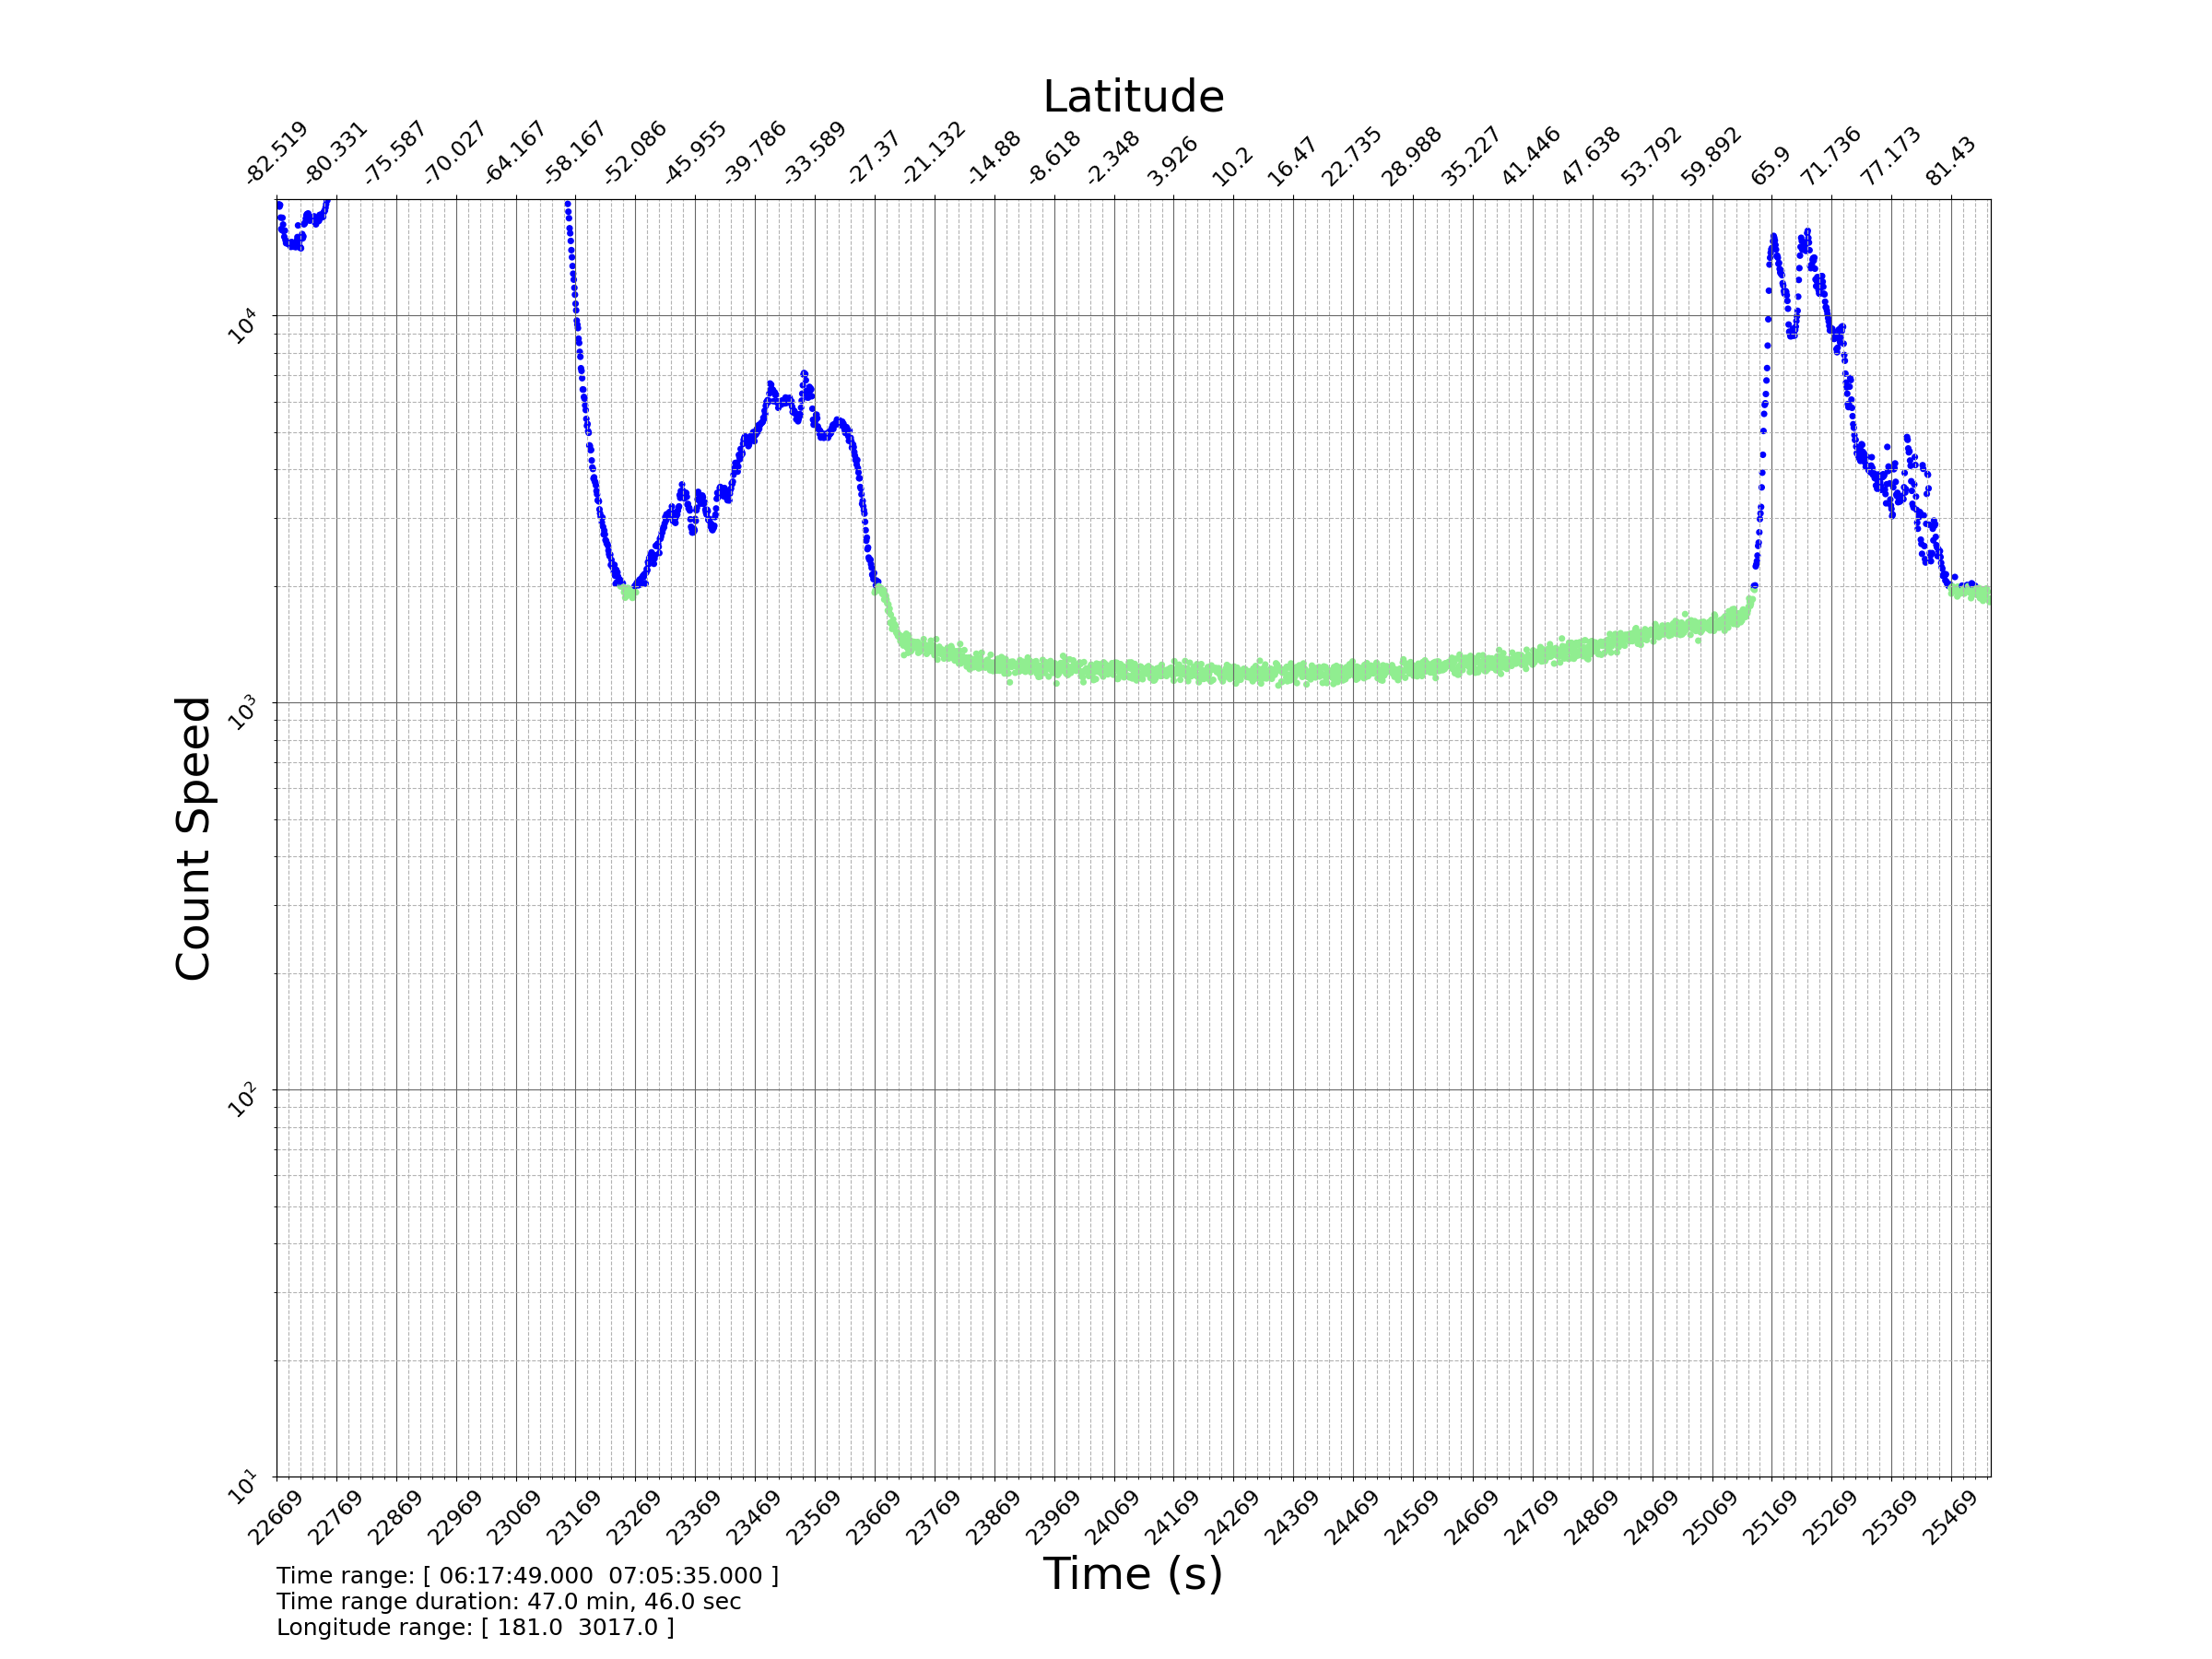 Latitude
-82.519 -80.331 -75.587 -70.027 -64.167 -58.167 -52.086 -45.955 -39.786 -33.589 -27.37 -21.132 -14.88 -8.618 -2.348 3.926 10.2 16.47 22.735 28.988 35.227 41.446 47.638 53.792 59.892 65.9 71.736 77.173 81.43
10⁴
10³
Count Speed
10²
10¹
22669 22769 22869 22969 23069 23169 23269 23369 23469 23569 23669 23769 23869 23969 24069 24169 24269 24369 24469 24569 24669 24769 24869 24969 25069 25169 25269 25369 25469
Time (s)
Time range: [ 06:17:49.000  07:05:35.000 ]
Time range duration: 47.0 min, 46.0 sec
Longitude range: [ 181.0  3017.0 ]